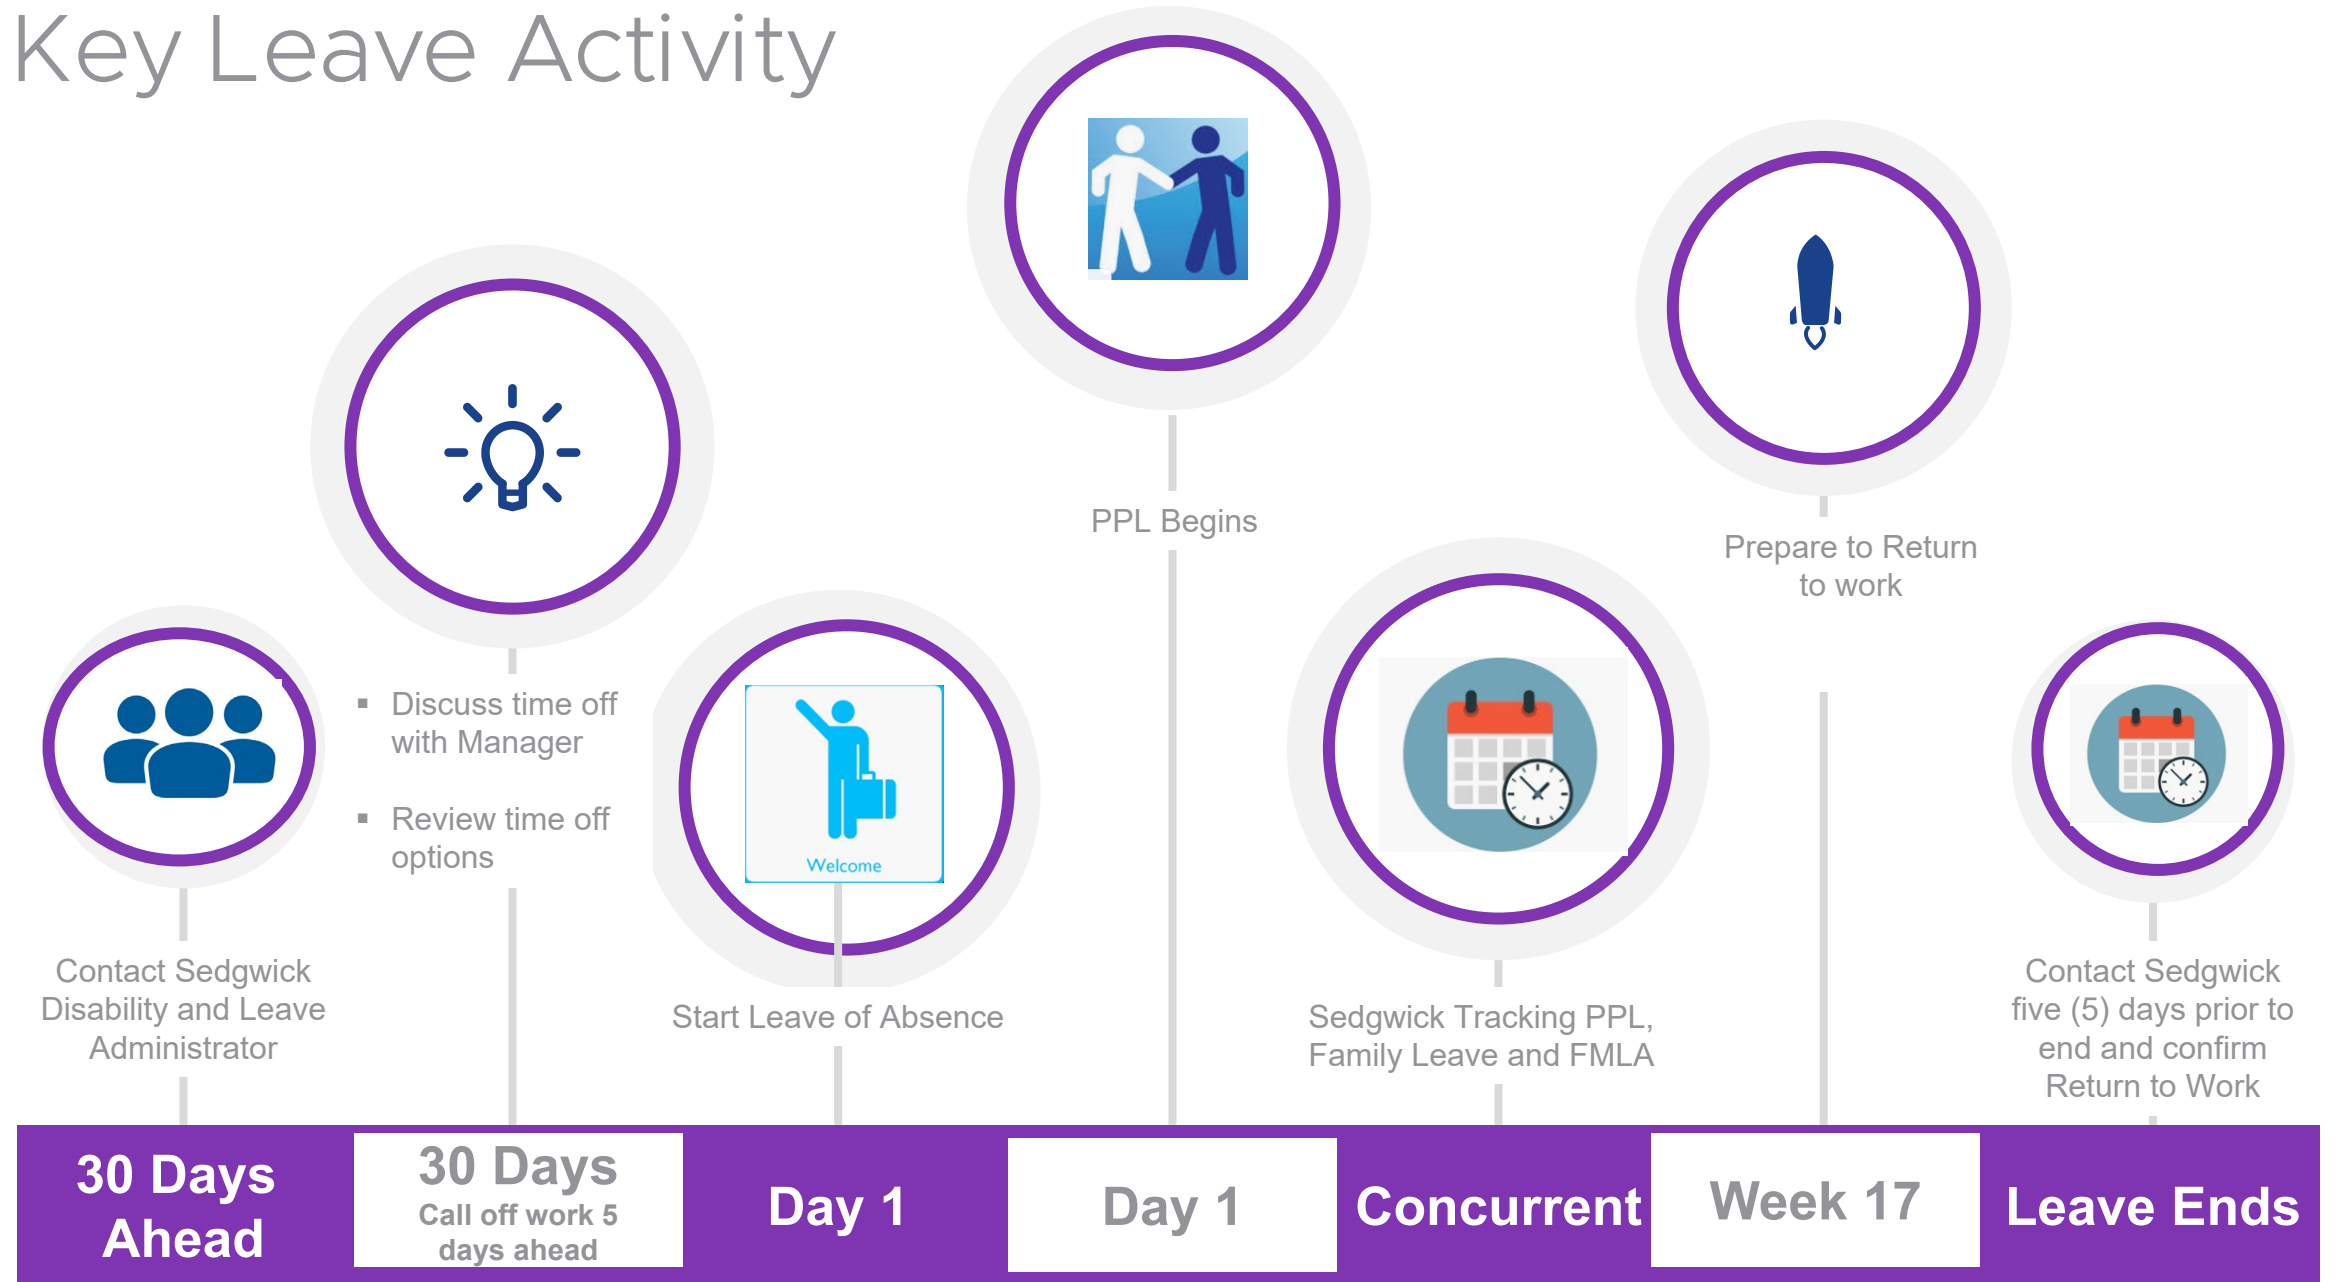 Key Leave Activity
Contact Sedgwick
Disability and Leave
Administrator
▪ Discuss time off
with Manager
▪ Review time off
options
Welcome
Start Leave of Absence
PPL Begins
Sedgwick Tracking PPL,
Family Leave and FMLA
Prepare to Return
to work
Contact Sedgwick
five (5) days prior to
end and confirm
Return to Work
30 Days
Ahead
30 Days
Call off work 5
days ahead
Day 1
Day 1
Concurrent
Week 17
Leave Ends